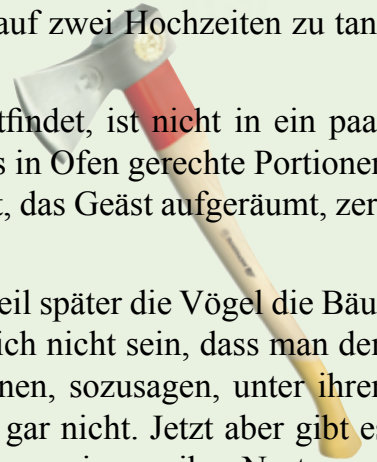 auf zwei Hochzeiten zu tan
tfindet, ist nicht in ein paa
s in Ofen gerechte Portionen
t, das Geäst aufgeräumt, zer
eil später die Vögel die Bäu
ich nicht sein, dass man der
nen, sozusagen, unter ihren
gar nicht. Jetzt aber gibt es